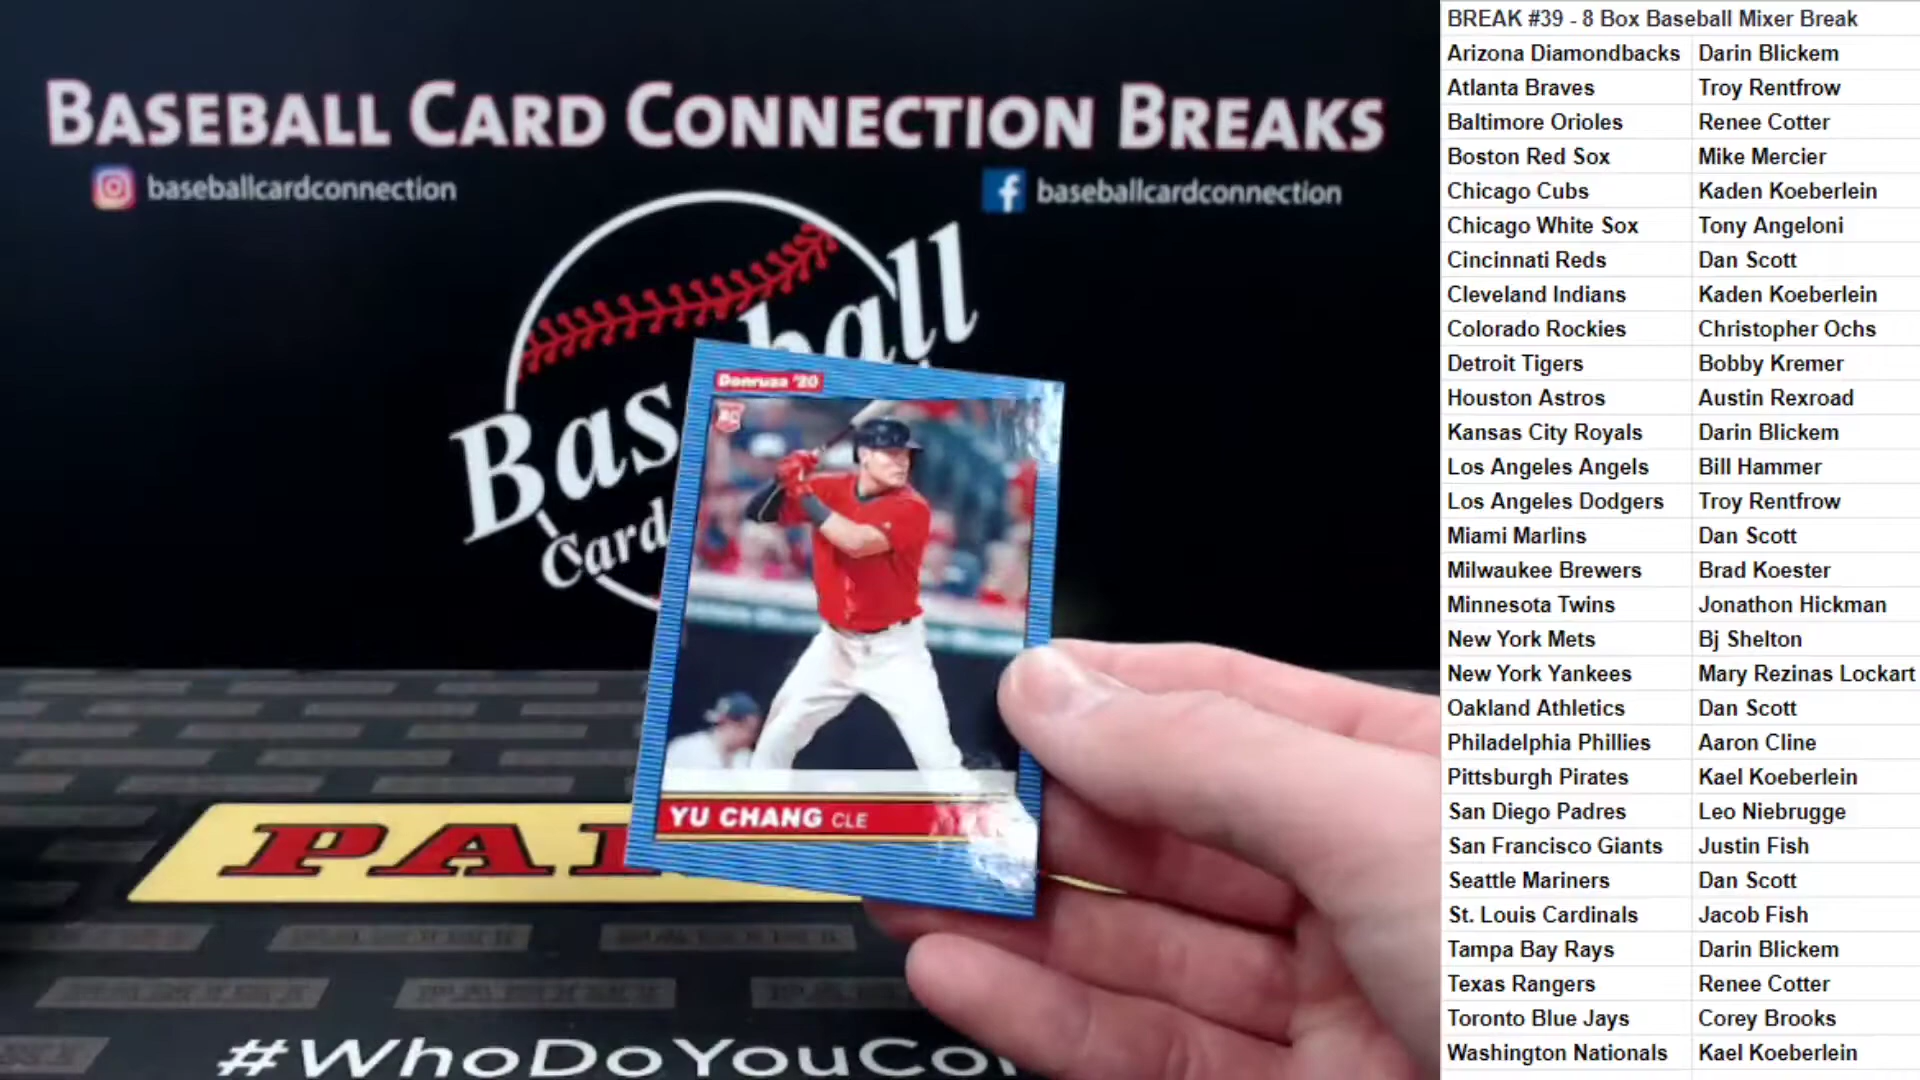 BASEBALL CARD CONNECTION BREAKS
baseballcardconnection
baseballcardconnection
Baseball
Card
Donruss '20
RC
YU CHANG CLE
#WhoDoYouCo
BREAK #39 - 8 Box Baseball Mixer Break
Arizona Diamondbacks Darin Blickem
Atlanta Braves Troy Rentfrow
Baltimore Orioles Renee Cotter
Boston Red Sox Mike Mercier
Chicago Cubs Kaden Koeberlein
Chicago White Sox Tony Angeloni
Cincinnati Reds Dan Scott
Cleveland Indians Kaden Koeberlein
Colorado Rockies Christopher Ochs
Detroit Tigers Bobby Kremer
Houston Astros Austin Rexroad
Kansas City Royals Darin Blickem
Los Angeles Angels Bill Hammer
Los Angeles Dodgers Troy Rentfrow
Miami Marlins Dan Scott
Milwaukee Brewers Brad Koester
Minnesota Twins Jonathon Hickman
New York Mets Bj Shelton
New York Yankees Mary Rezinas Lockart
Oakland Athletics Dan Scott
Philadelphia Phillies Aaron Cline
Pittsburgh Pirates Kael Koeberlein
San Diego Padres Leo Niebrugge
San Francisco Giants Justin Fish
Seattle Mariners Dan Scott
St. Louis Cardinals Jacob Fish
Tampa Bay Rays Darin Blickem
Texas Rangers Renee Cotter
Toronto Blue Jays Corey Brooks
Washington Nationals Kael Koeberlein